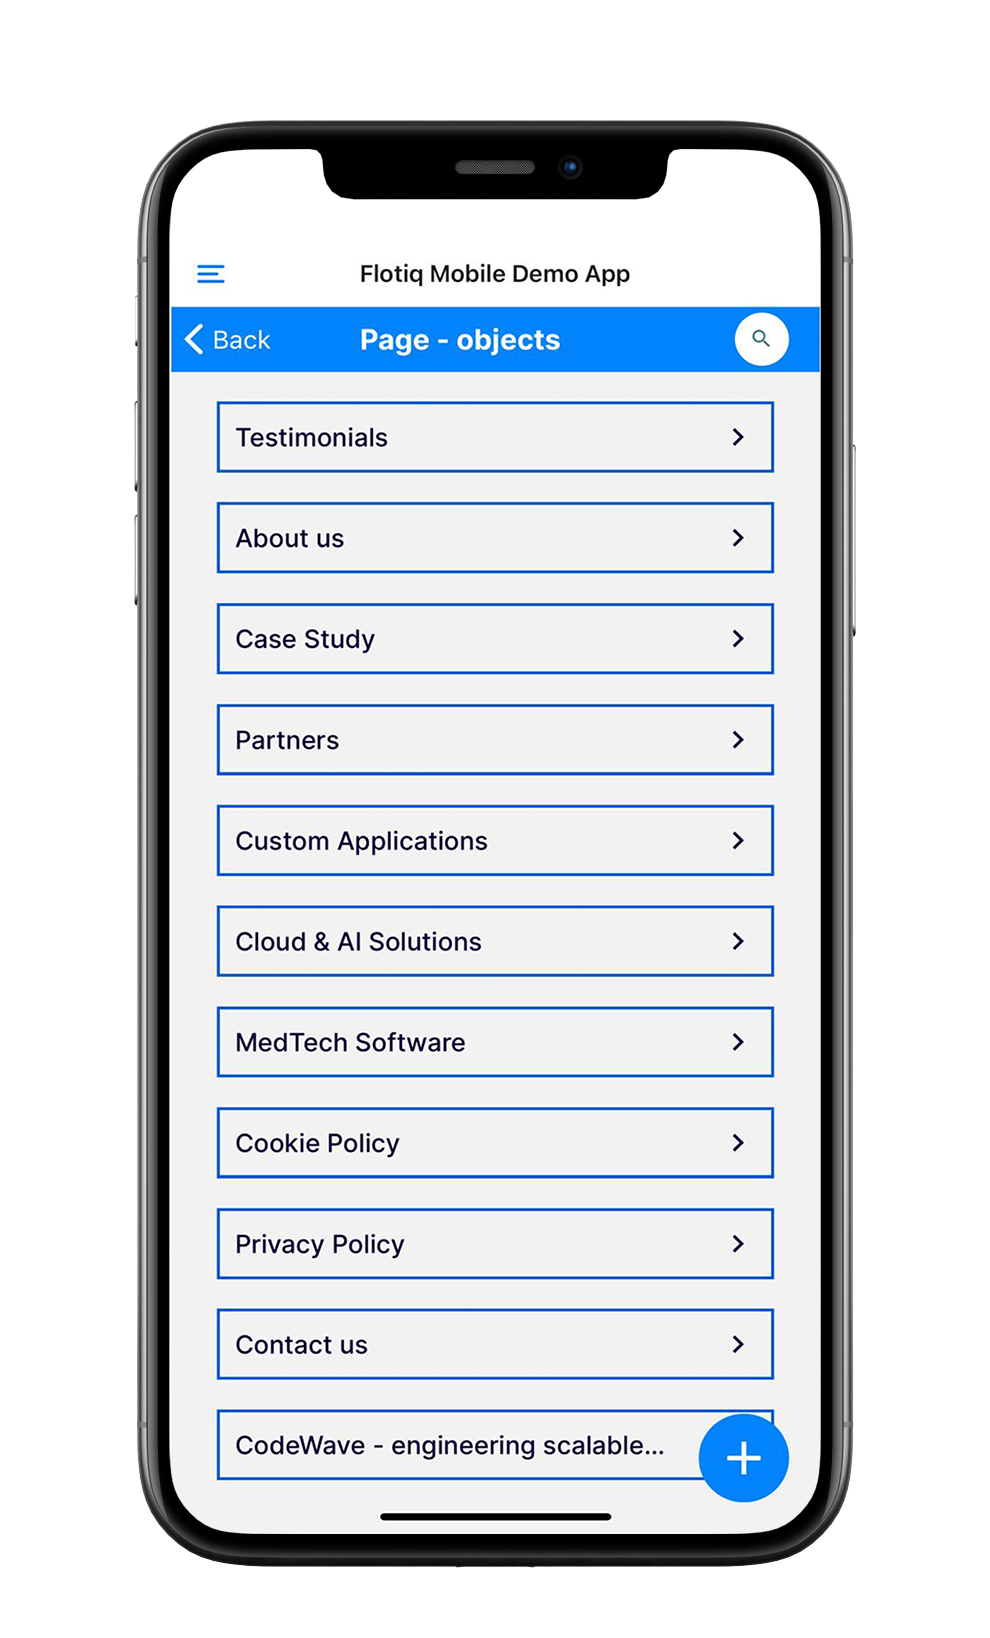 Flotiq Mobile Demo App
Back
Page - objects
Testimonials
About us
Case Study
Partners
Custom Applications
Cloud & AI Solutions
MedTech Software
Cookie Policy
Privacy Policy
Contact us
CodeWave - engineering scalable...